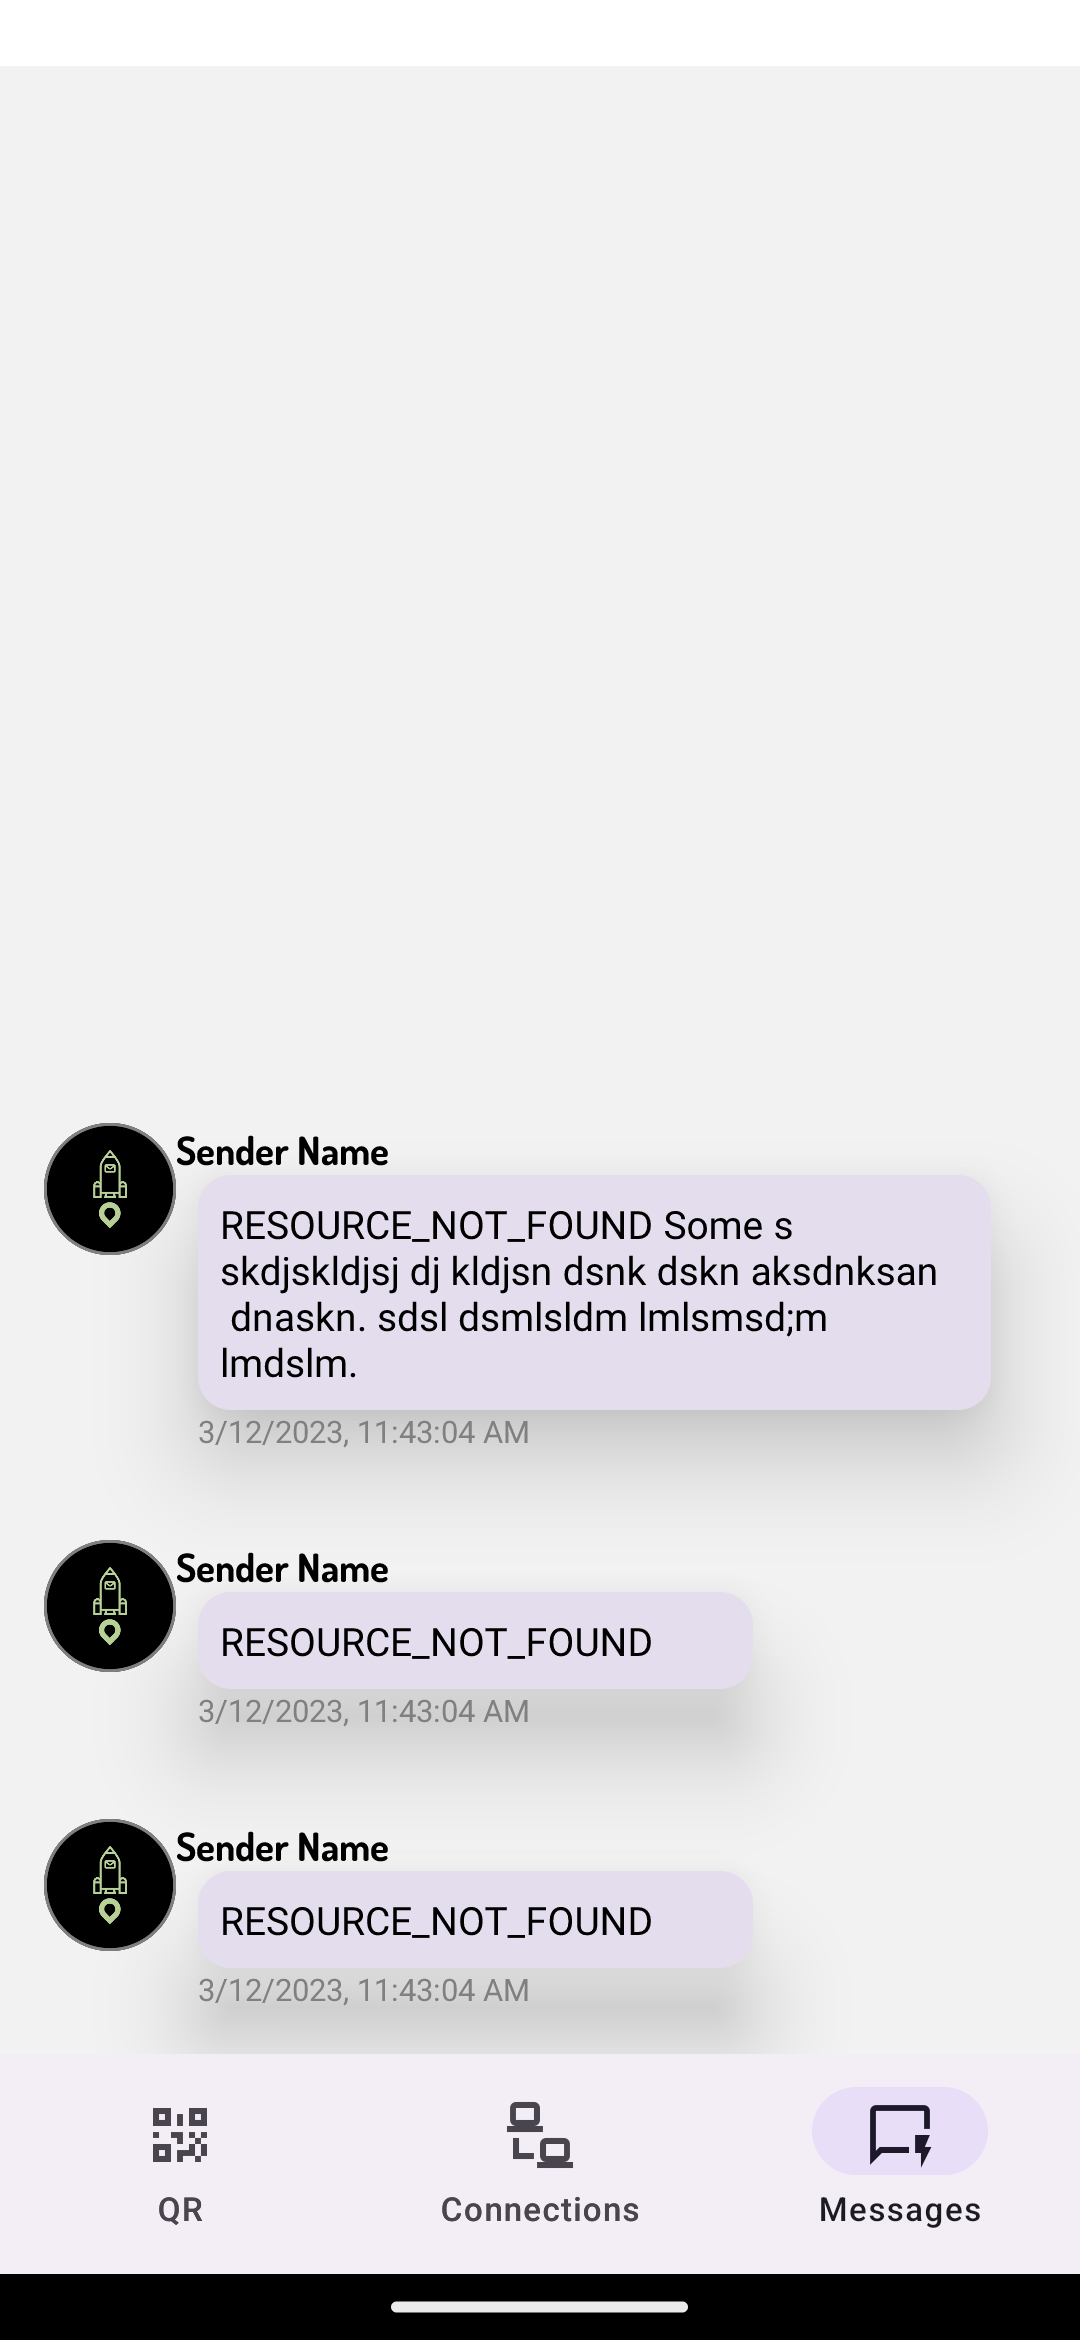 Sender Name
RESOURCE_NOT_FOUND Some s
skdjskldjsj dj kldjsn dsnk dskn aksdnksan
dnaskn. sdsl dsmlsldm lmlsmsd;m
lmdslm.
3/12/2023, 11:43:04 AM
Sender Name
RESOURCE_NOT_FOUND
3/12/2023, 11:43:04 AM
Sender Name
RESOURCE_NOT_FOUND
3/12/2023, 11:43:04 AM
QR
Connections
Messages